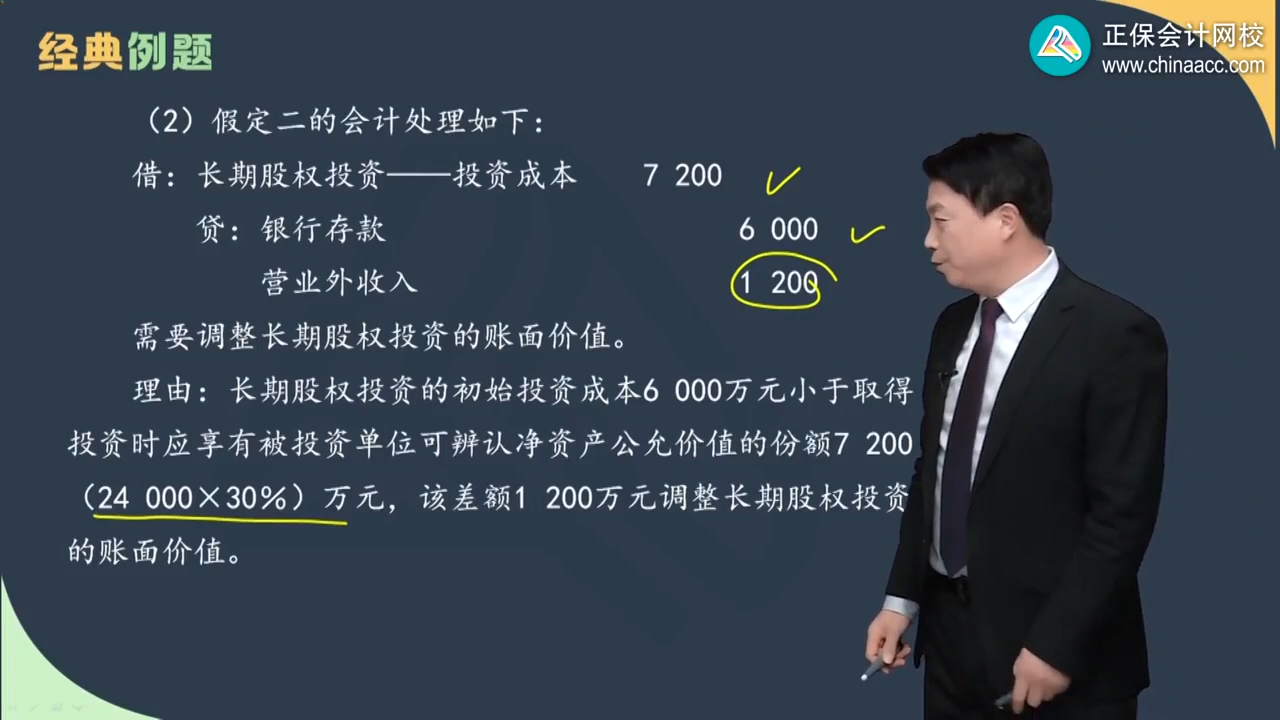 经典例题
正保会计网校
www.chinaacc.com
（2）假定二的会计处理如下：
借：长期股权投资——投资成本 7 200
贷：银行存款 6 000
营业外收入 1 200
需要调整长期股权投资的账面价值。
理由：长期股权投资的初始投资成本6 000万元小于取得
投资时应享有被投资单位可辨认净资产公允价值的份额7 200
（24 000×30%）万元，该差额1 200万元调整长期股权投资
的账面价值。